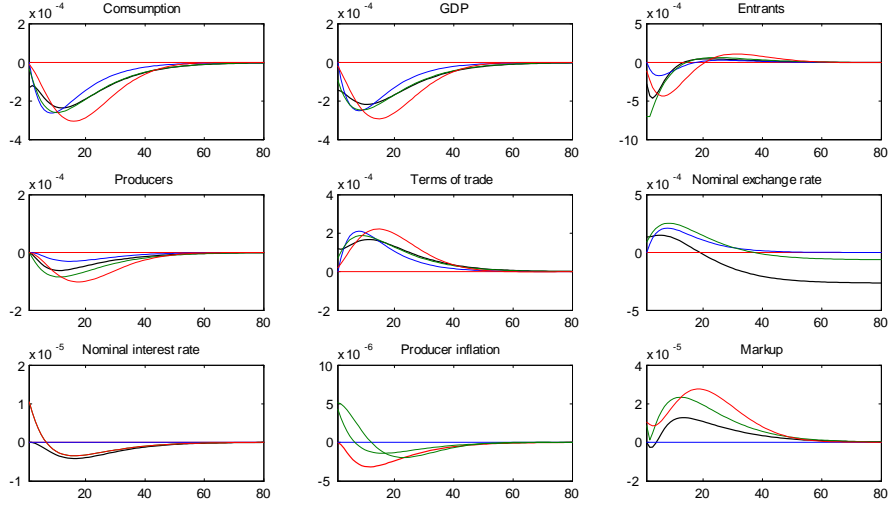 x 10 -4 Comsumption
x 10 -4 GDP
x 10 -4 Entrants
2 2 5
0 0 0
-2 -2 -5
-4 -4 -10
20 40 60 80 20 40 60 80 20 40 60 80
x 10 -4 Producers
x 10 -4 Terms of trade
x 10 -4 Nominal exchange rate
2 4 5
0 2 0
-2 0 -5
-2
20 40 60 80 20 40 60 80 20 40 60 80
x 10 -5 Nominal interest rate
x 10 -6 Producer inflation
x 10 -5 Markup
2 10 4
1 5 2
0 0 0
-1 -5 -2
20 40 60 80 20 40 60 80 20 40 60 80